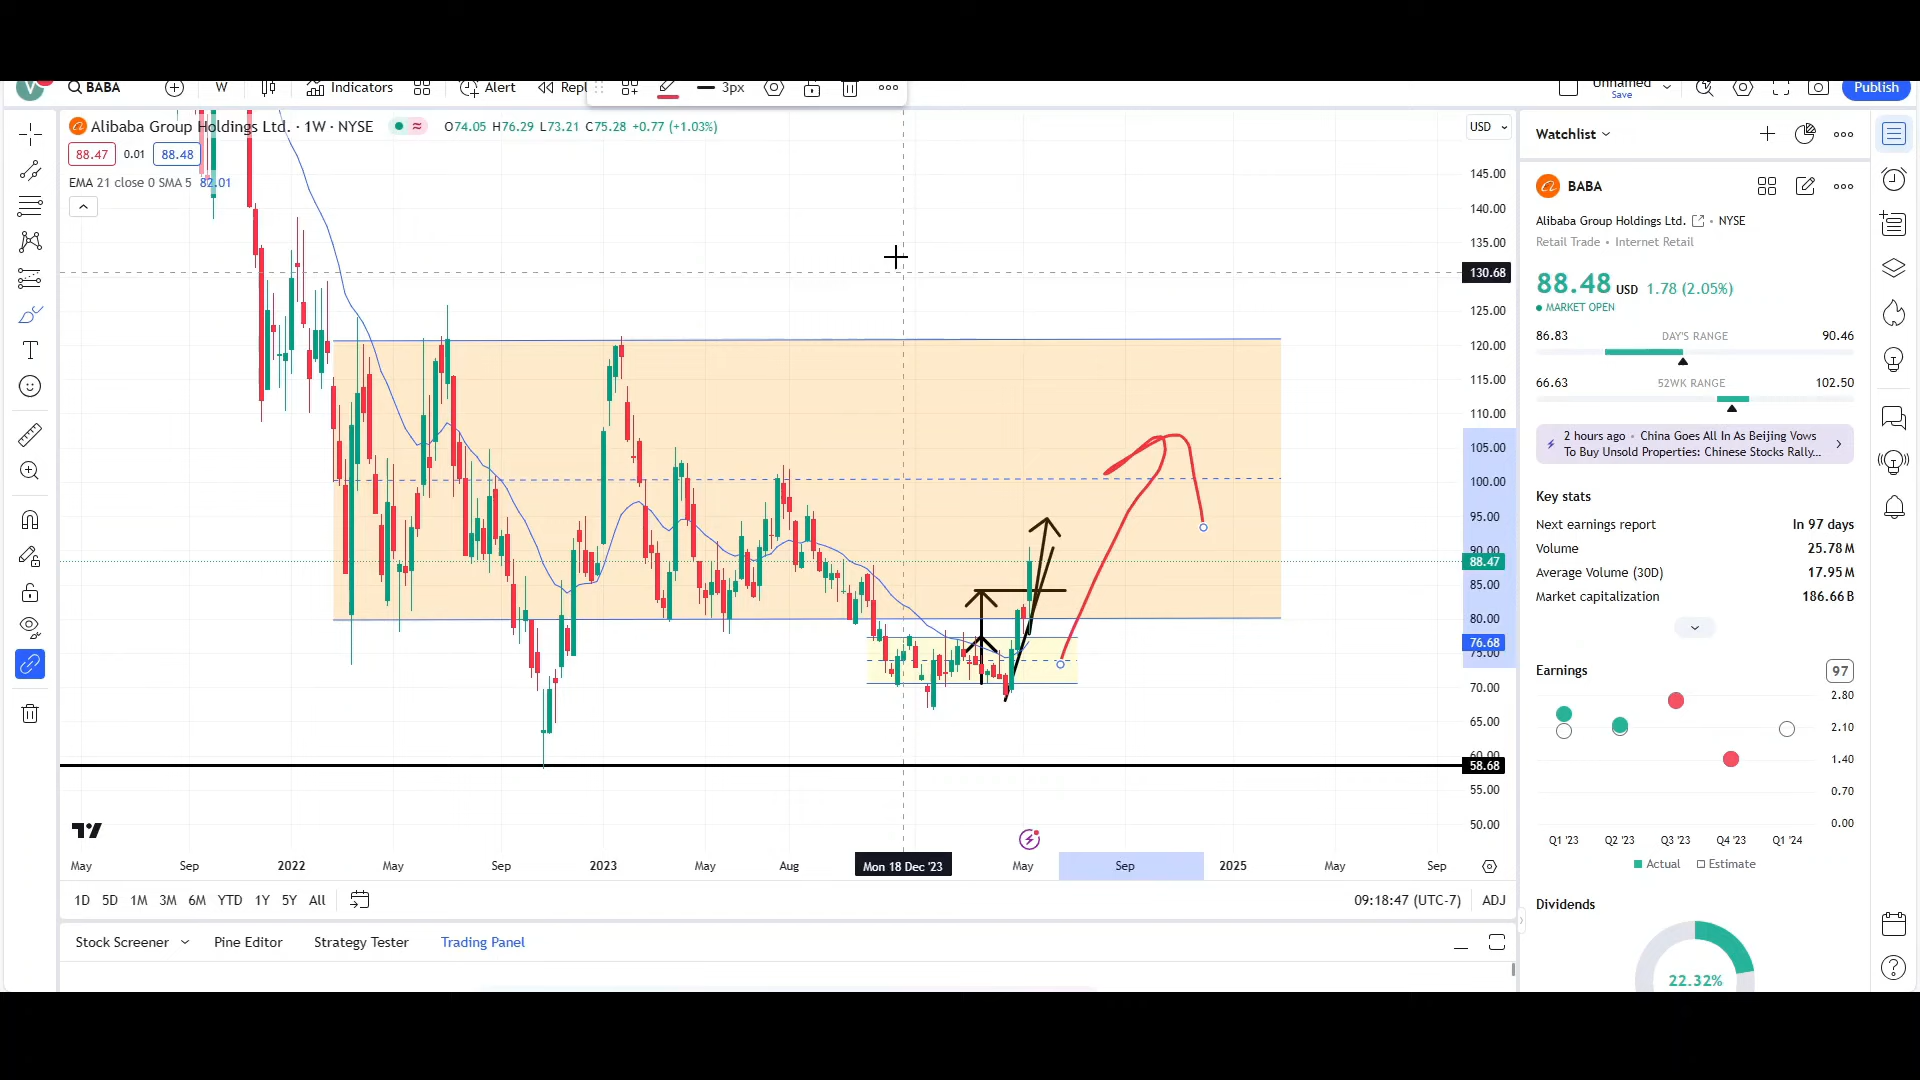 V BABA W Indicators Alert Repl 3px Unnamed Save Publish
Alibaba Group Holdings Ltd. · 1W · NYSE O74.05 H76.29 L73.21 C75.28 +0.77 (+1.03%)
88.47 0.01 88.48
EMA 21 close 0 SMA 5 82.01
USD
145.00
140.00
135.00
130.68
125.00
120.00
115.00
110.00
105.00
100.00
95.00
90.00
88.47
85.00
80.00
76.68
75.00
70.00
65.00
60.00
58.68
55.00
50.00
May Sep 2022 May Sep 2023 May Aug Mon 18 Dec '23 May Sep 2025 May Sep
1D 5D 1M 3M 6M YTD 1Y 5Y All 09:18:47 (UTC-7) ADJ
Stock Screener Pine Editor Strategy Tester Trading Panel
Watchlist
BABA
Alibaba Group Holdings Ltd. • NYSE
Retail Trade • Internet Retail
88.48 USD 1.78 (2.05%)
MARKET OPEN
86.83 DAY'S RANGE 90.46
66.63 52WK RANGE 102.50
2 hours ago • China Goes All In As Beijing Vows
To Buy Unsold Properties: Chinese Stocks Rally...
Key stats
Next earnings report In 97 days
Volume 25.78M
Average Volume (30D) 17.95M
Market capitalization 186.66B
Earnings 97
2.80
2.10
1.40
0.70
0.00
Q1 '23 Q2 '23 Q3 '23 Q4 '23 Q1 '24
Actual Estimate
Dividends
22.32%